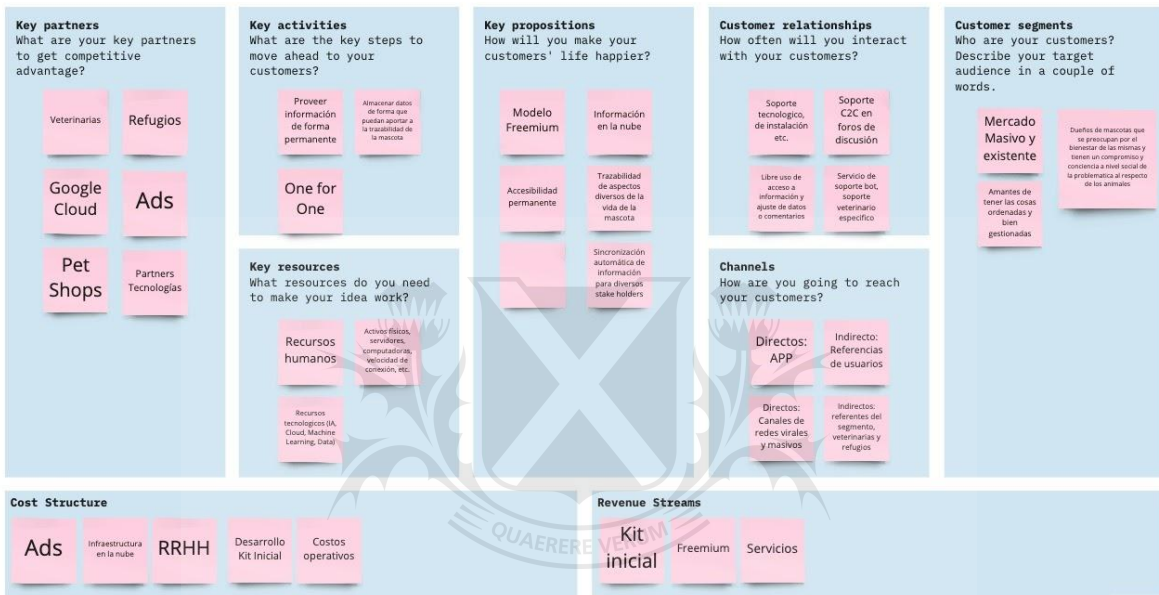 Key partners
What are your key partners
to get competitive
advantage?
Veterinarias
Refugios
Google
Cloud
Ads
Pet
Shops
Partners
Tecnologías
Key activities
What are the key steps to
move ahead to your
customers?
Proveer
información
de forma
permanente
Almacenar datos
de forma que
puedan aportar a
la trazabilidad de
la mascota
One for
One
Key resources
What resources do you need
to make your idea work?
Recursos
humanos
Activos físicos,
servidores,
computadoras,
velocidad de
conexión, etc.
Recursos
tecnologicos (IA,
Cloud, Machine
Learning, Data)
Key propositions
How will you make your
customers' life happier?
Modelo
Freemium
Información
en la nube
Accesibilidad
permanente
Trazabilidad
de aspectos
diversos de la
vida de la
mascota
Sincronización
automática de
información
para diversos
stake holders
Customer relationships
How often will you interact
with your customers?
Soporte
tecnologico,
de instalación
etc.
Soporte
C2C en
foros de
discusión
Libre uso de
acceso a
información y
ajuste de datos
o comentarios
Servicio de
soporte bot,
soporte
veterinario
especifico
Channels
How are you going to reach
your customers?
Directos:
APP
Indirecto:
Referencias
de usuarios
Directos:
Canales de
redes virales
y masivos
Indirectos:
referentes del
segmento,
veterinarias y
refugios
Customer segments
Who are your customers?
Describe your target
audience in a couple of
words.
Mercado
Masivo y
existente
Dueños de mascotas que
se preocupan por el
bienestar de las mismas y
tienen un compromiso y
conciencia a nivel social de
la problematica al respecto
de los animales
Amantes de
tener las cosas
ordenadas y
bien
gestionadas
Cost Structure
Ads
Infraestructura
en la nube
RRHH
Desarrollo
Kit Inicial
Costos
operativos
Revenue Streams
Kit
inicial
Freemium
Servicios
QUAERERE VERUM